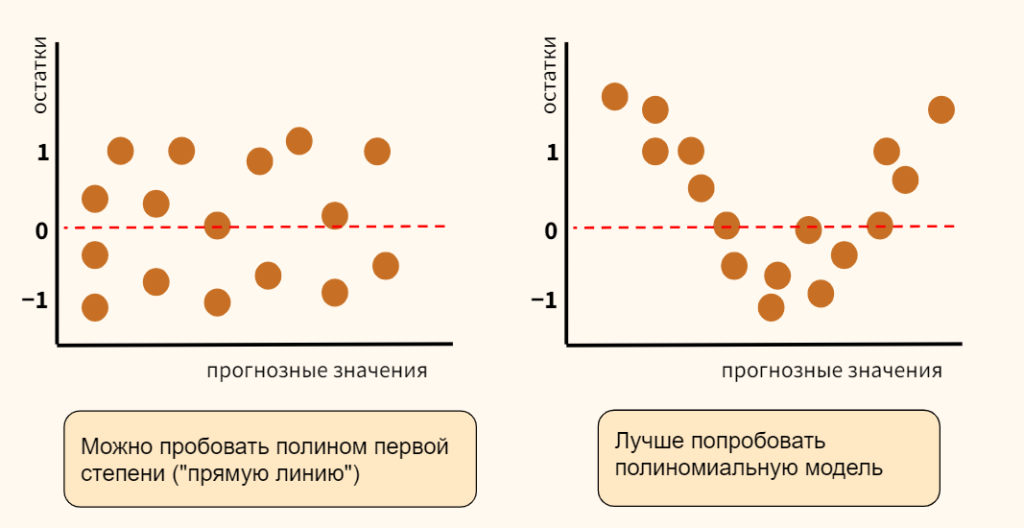 остатки
1
0
−1
прогнозные значения
Можно пробовать полином первой
степени ("прямую линию")
остатки
1
0
−1
прогнозные значения
Лучше попробовать
полиномиальную модель